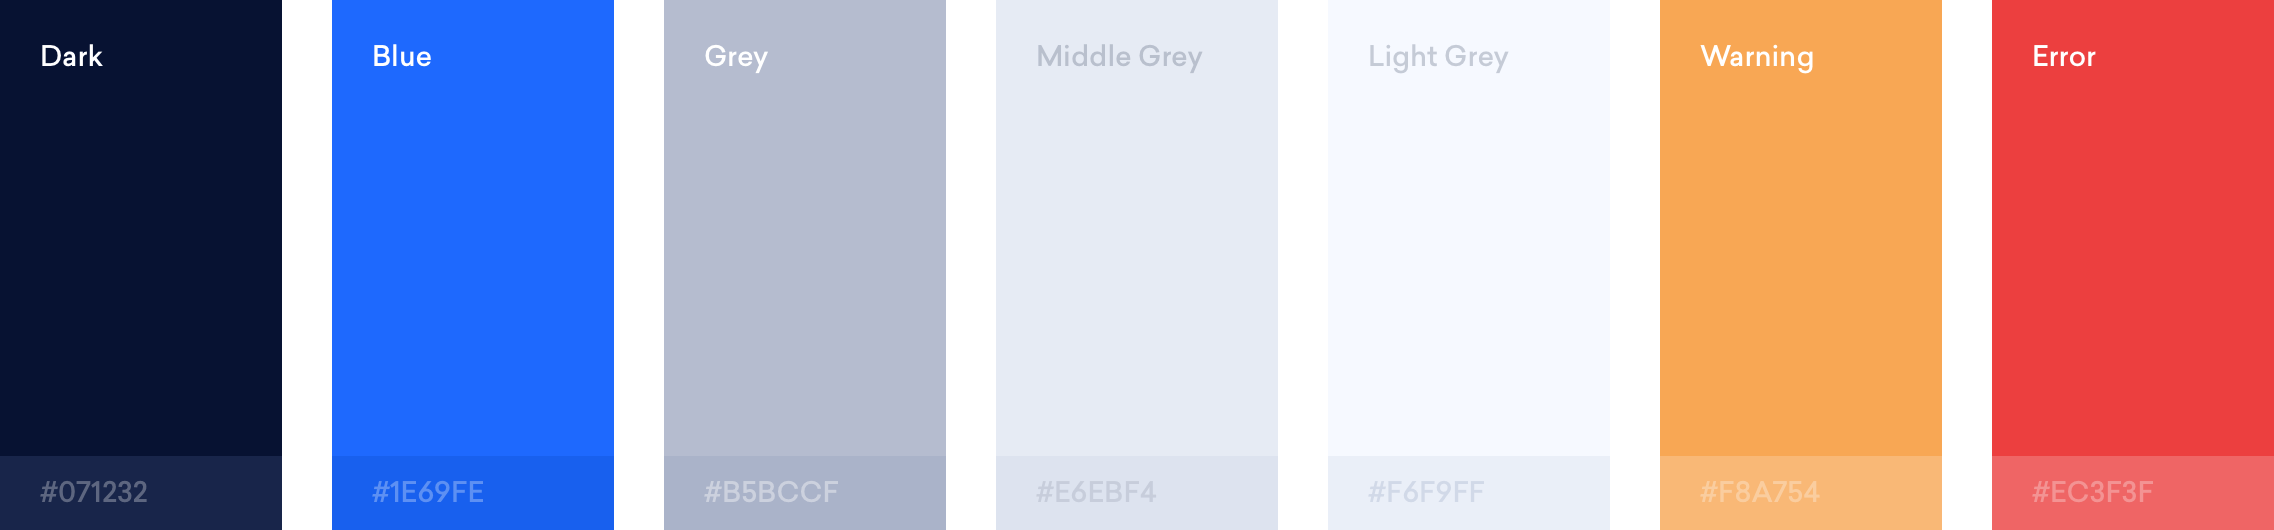 Dark
Blue
Grey
Middle Grey
Light Grey
Warning
Error
#071232
#1E69FE
#B5BCCF
#E6EBF4
#F6F9FF
#F8A754
#EC3F3F